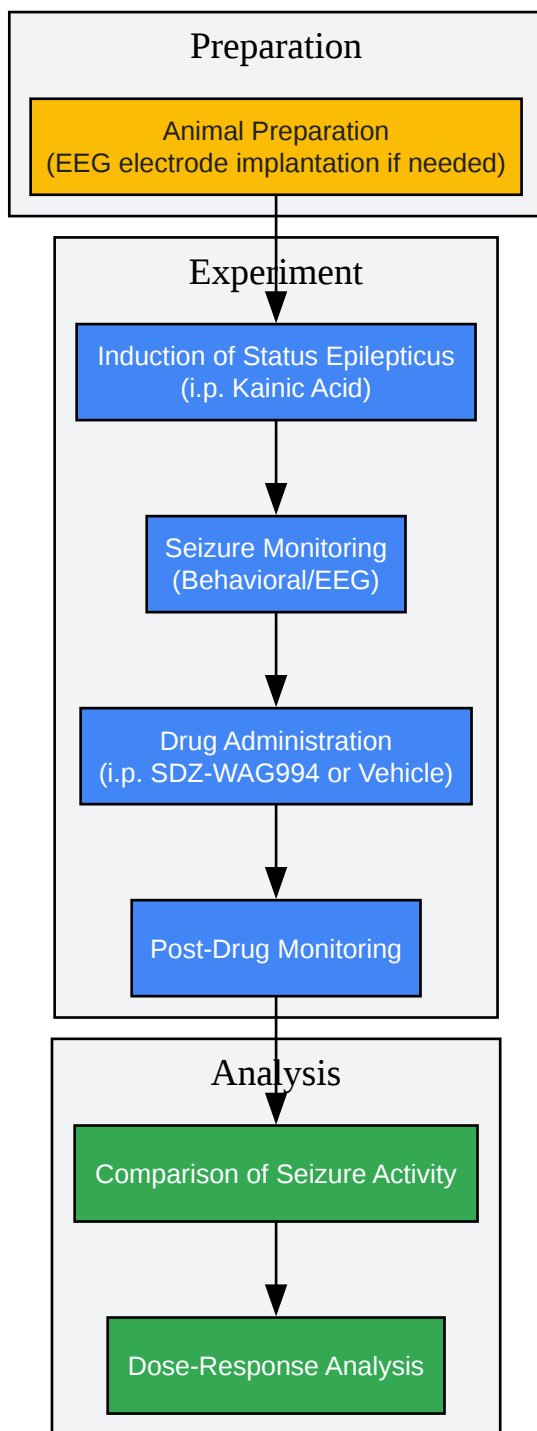 Preparation
Animal Preparation
(EEG electrode implantation if needed)
Experiment
Induction of Status Epilepticus
(i.p. Kainic Acid)
Seizure Monitoring
(Behavioral/EEG)
Drug Administration
(i.p. SDZ-WAG994 or Vehicle)
Post-Drug Monitoring
Analysis
Comparison of Seizure Activity
Dose-Response Analysis